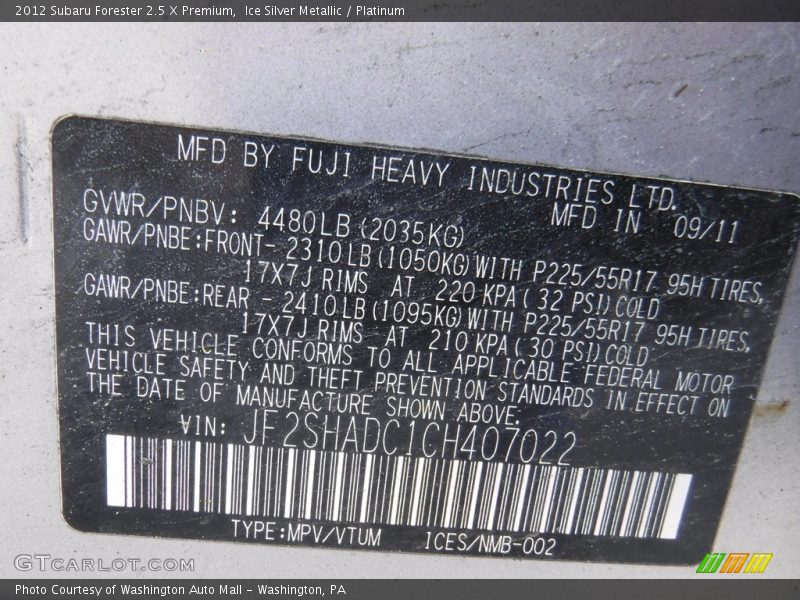 2012 Subaru Forester 2.5 X Premium,  Ice Silver Metallic / Platinum
MFD BY FUJI HEAVY INDUSTRIES LTD.
MFD IN 09/11
GVWR/PNBV: 4480LB (2035KG)
GAWR/PNBE:FRONT- 2310LB (1050KG) WITH P225/55R17 95H TIRES,
17X7J RIMS AT 220 KPA ( 32 PSI) COLD
GAWR/PNBE:REAR - 2410LB (1095KG) WITH P225/55R17 95H TIRES,
17X7J RIMS AT 210 KPA ( 30 PSI) COLD
THIS VEHICLE CONFORMS TO ALL APPLICABLE FEDERAL MOTOR
VEHICLE SAFETY AND THEFT PREVENTION STANDARDS IN EFFECT ON
THE DATE OF MANUFACTURE SHOWN ABOVE.
VIN: JF2SHADC1CH407022
TYPE:MPV/VTUM ICES/NMB-002
GTCARLOT.COM
Photo Courtesy of Washington Auto Mall - Washington, PA